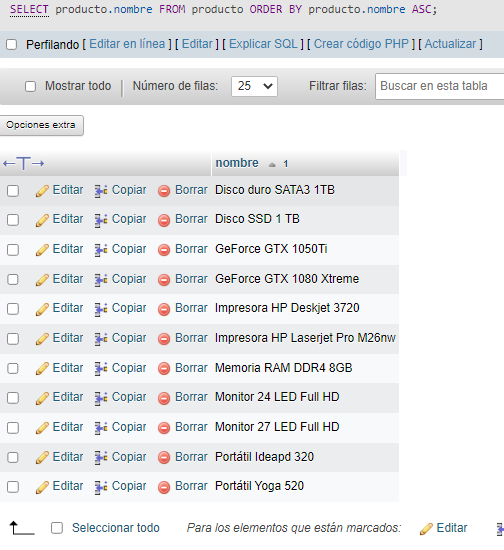 SELECT producto.nombre FROM producto ORDER BY producto.nombre ASC;
Perfilando [ Editar en línea ] [ Editar ] [ Explicar SQL ] [ Crear código PHP ] [ Actualizar ]
Mostrar todo Número de filas: 25 Filtrar filas: Buscar en esta tabla
Opciones extra
←T→ nombre 1
Editar Copiar Borrar Disco duro SATA3 1TB
Editar Copiar Borrar Disco SSD 1 TB
Editar Copiar Borrar GeForce GTX 1050Ti
Editar Copiar Borrar GeForce GTX 1080 Xtreme
Editar Copiar Borrar Impresora HP Deskjet 3720
Editar Copiar Borrar Impresora HP Laserjet Pro M26nw
Editar Copiar Borrar Memoria RAM DDR4 8GB
Editar Copiar Borrar Monitor 24 LED Full HD
Editar Copiar Borrar Monitor 27 LED Full HD
Editar Copiar Borrar Portátil Ideapd 320
Editar Copiar Borrar Portátil Yoga 520
Seleccionar todo Para los elementos que están marcados: Editar